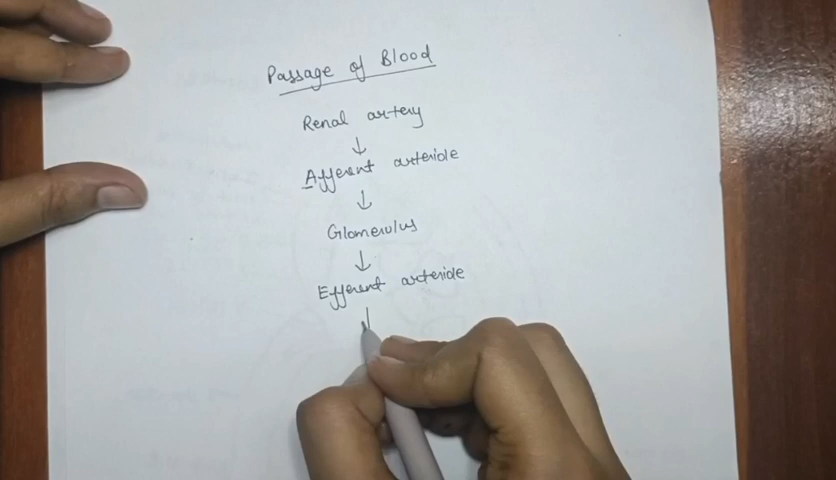 Passage of Blood
Renal artery
↓
Afferent arteriole
↓
Glomerulus
↓
Efferent arteriole